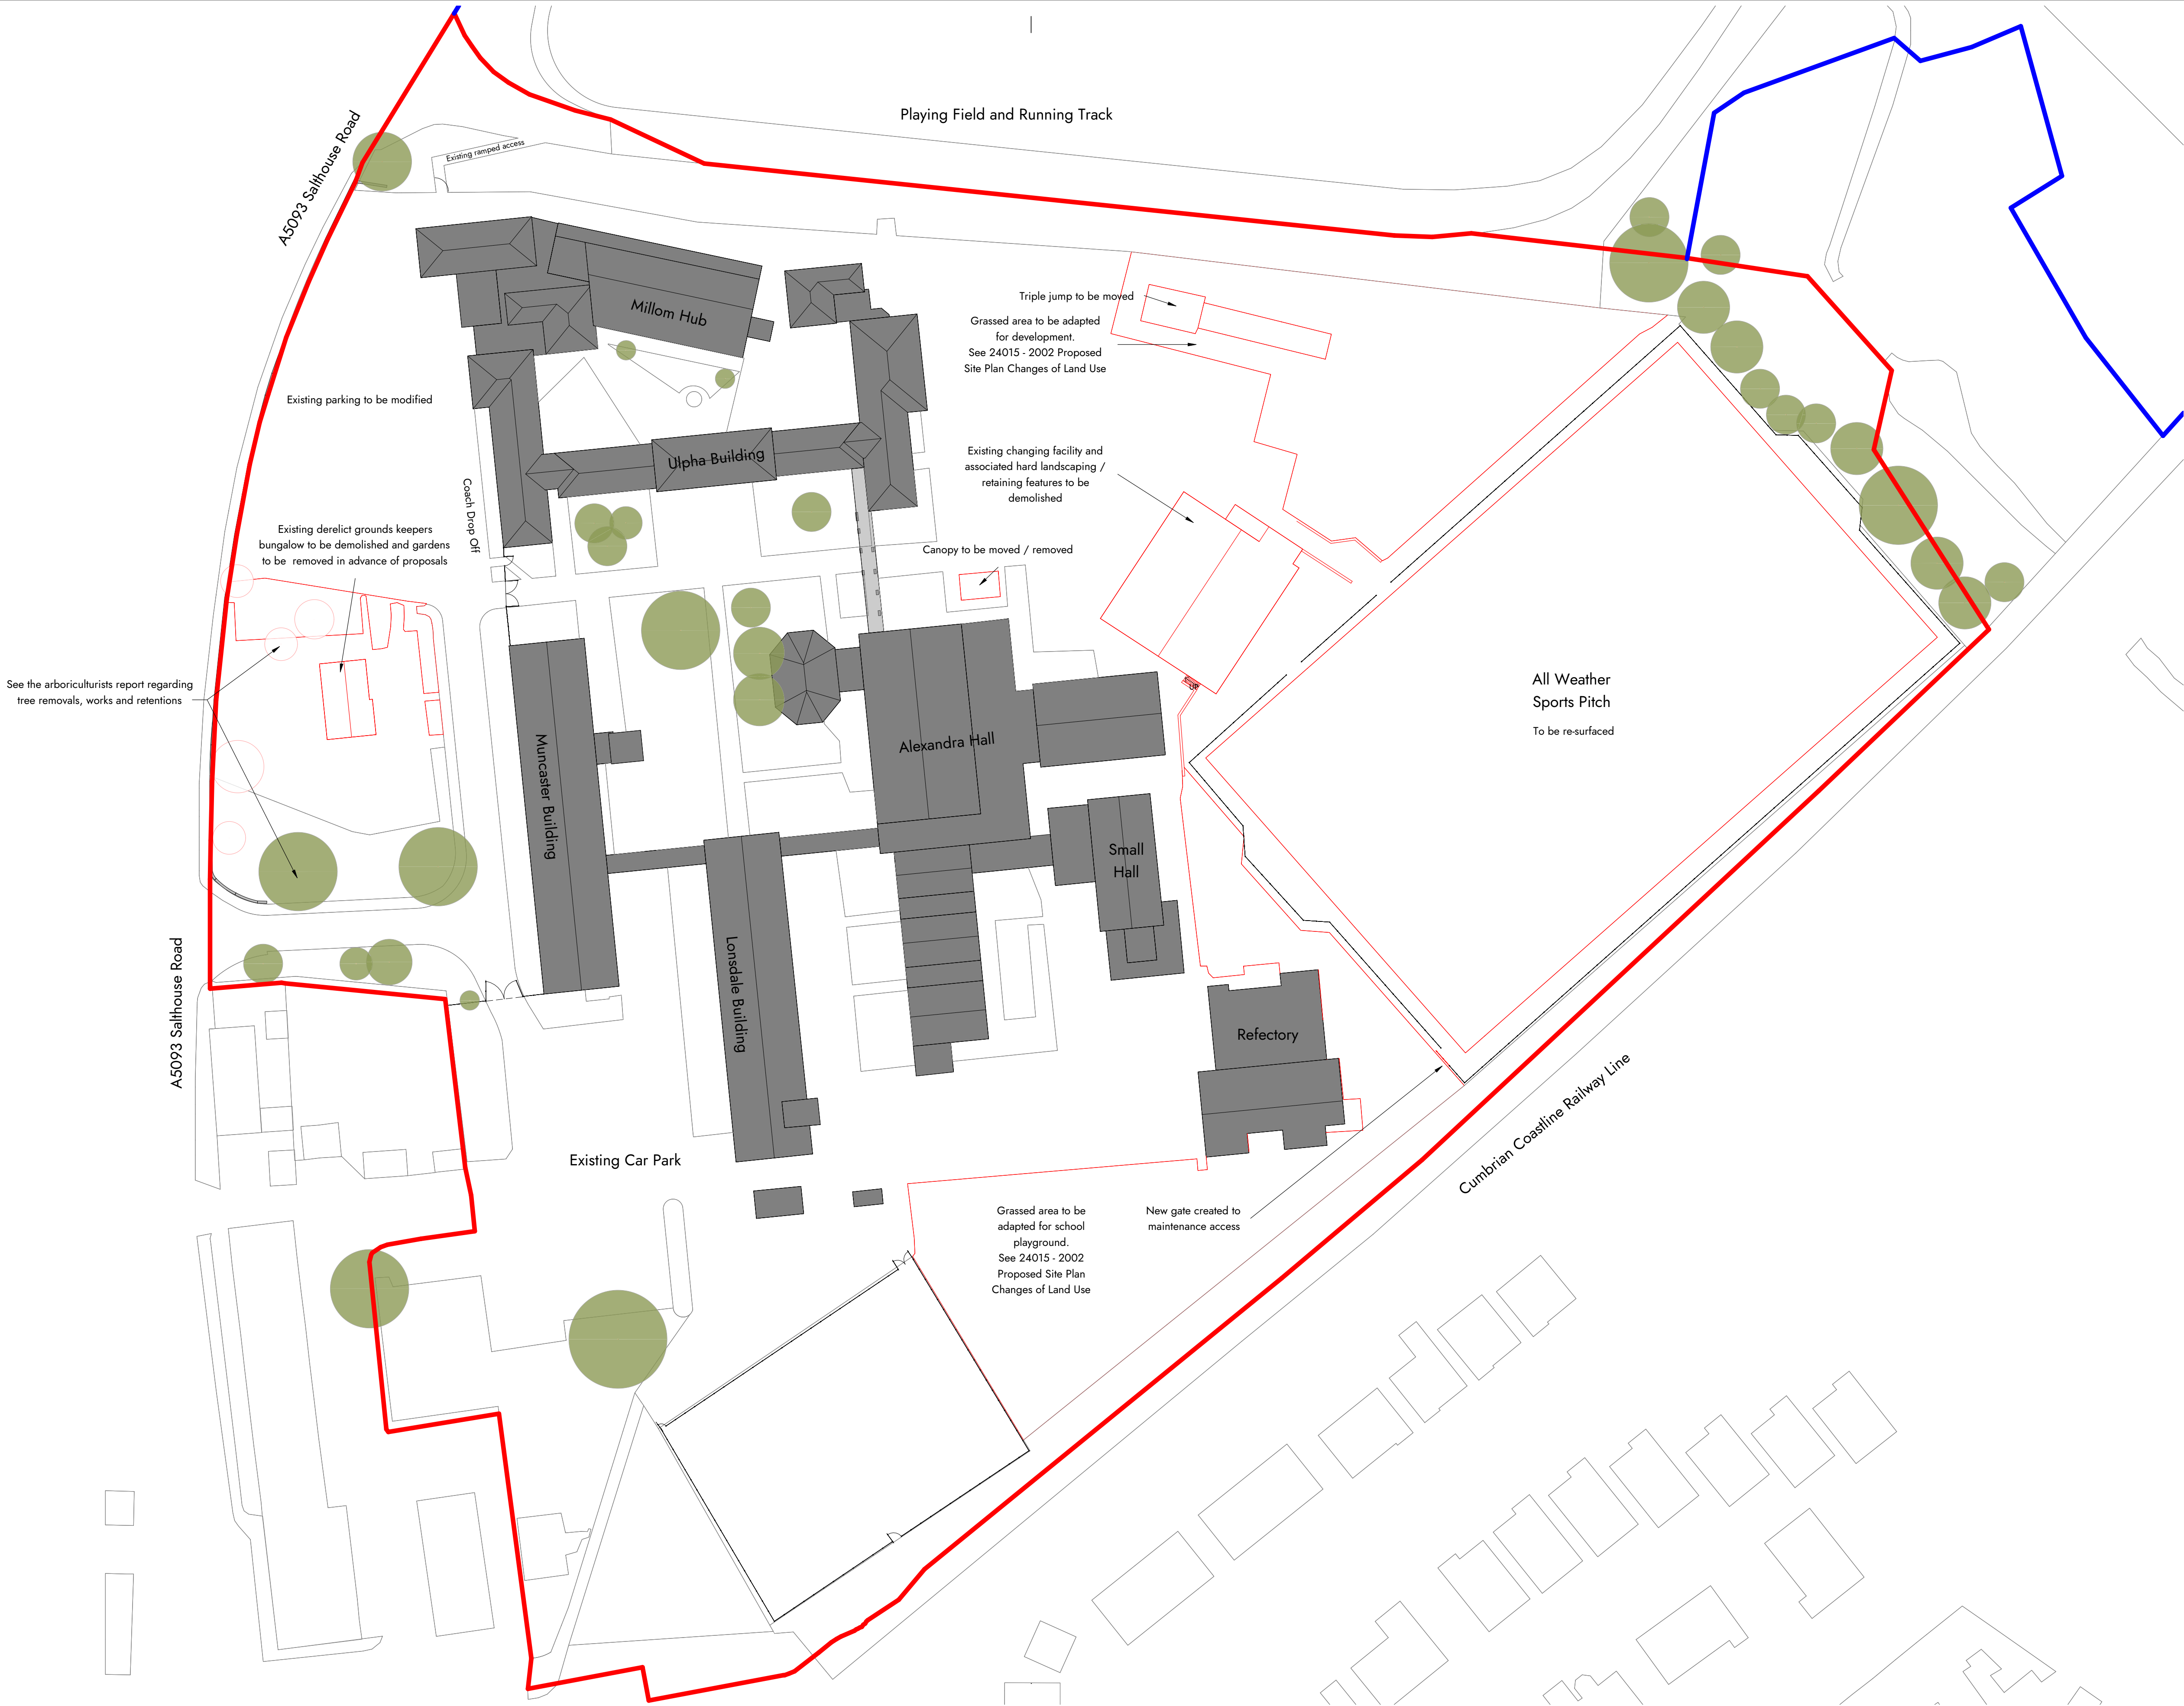 Playing Field and Running Track
A5093 Salthouse Road
Existing ramped access
Millom Hub
Triple jump to be moved
Grassed area to be adapted
for development.
See 24015 - 2002 Proposed
Site Plan Changes of Land Use
Existing parking to be modified
Ulpha Building
Existing changing facility and
associated hard landscaping /
retaining features to be
demolished
Coach Drop Off
Existing derelict grounds keepers
bungalow to be demolished and gardens
to be removed in advance of proposals
Canopy to be moved / removed
See the arboriculturists report regarding
tree removals, works and retentions
UP
All Weather
Sports Pitch
To be re-surfaced
Alexandra Hall
Muncaster Building
Small
Hall
Lonsdale Building
A5093 Salthouse Road
Refectory
Cumbrian Coastline Railway Line
Existing Car Park
Grassed area to be
adapted for school
playground.
See 24015 - 2002
Proposed Site Plan
Changes of Land Use
New gate created to
maintenance access